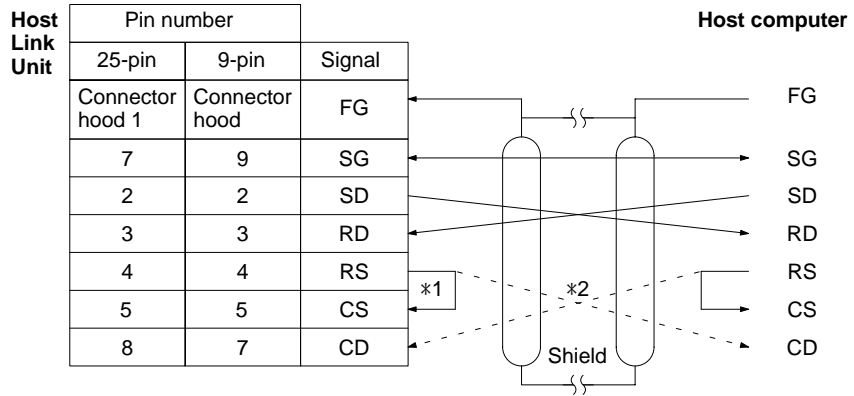 Host Link Unit
Pin number
Host computer
25-pin 9-pin Signal
Connector hood 1 Connector hood FG FG
7 9 SG SG
2 2 SD SD
3 3 RD RD
4 4 RS RS
*1 *2
5 5 CS CS
8 7 CD CD
Shield